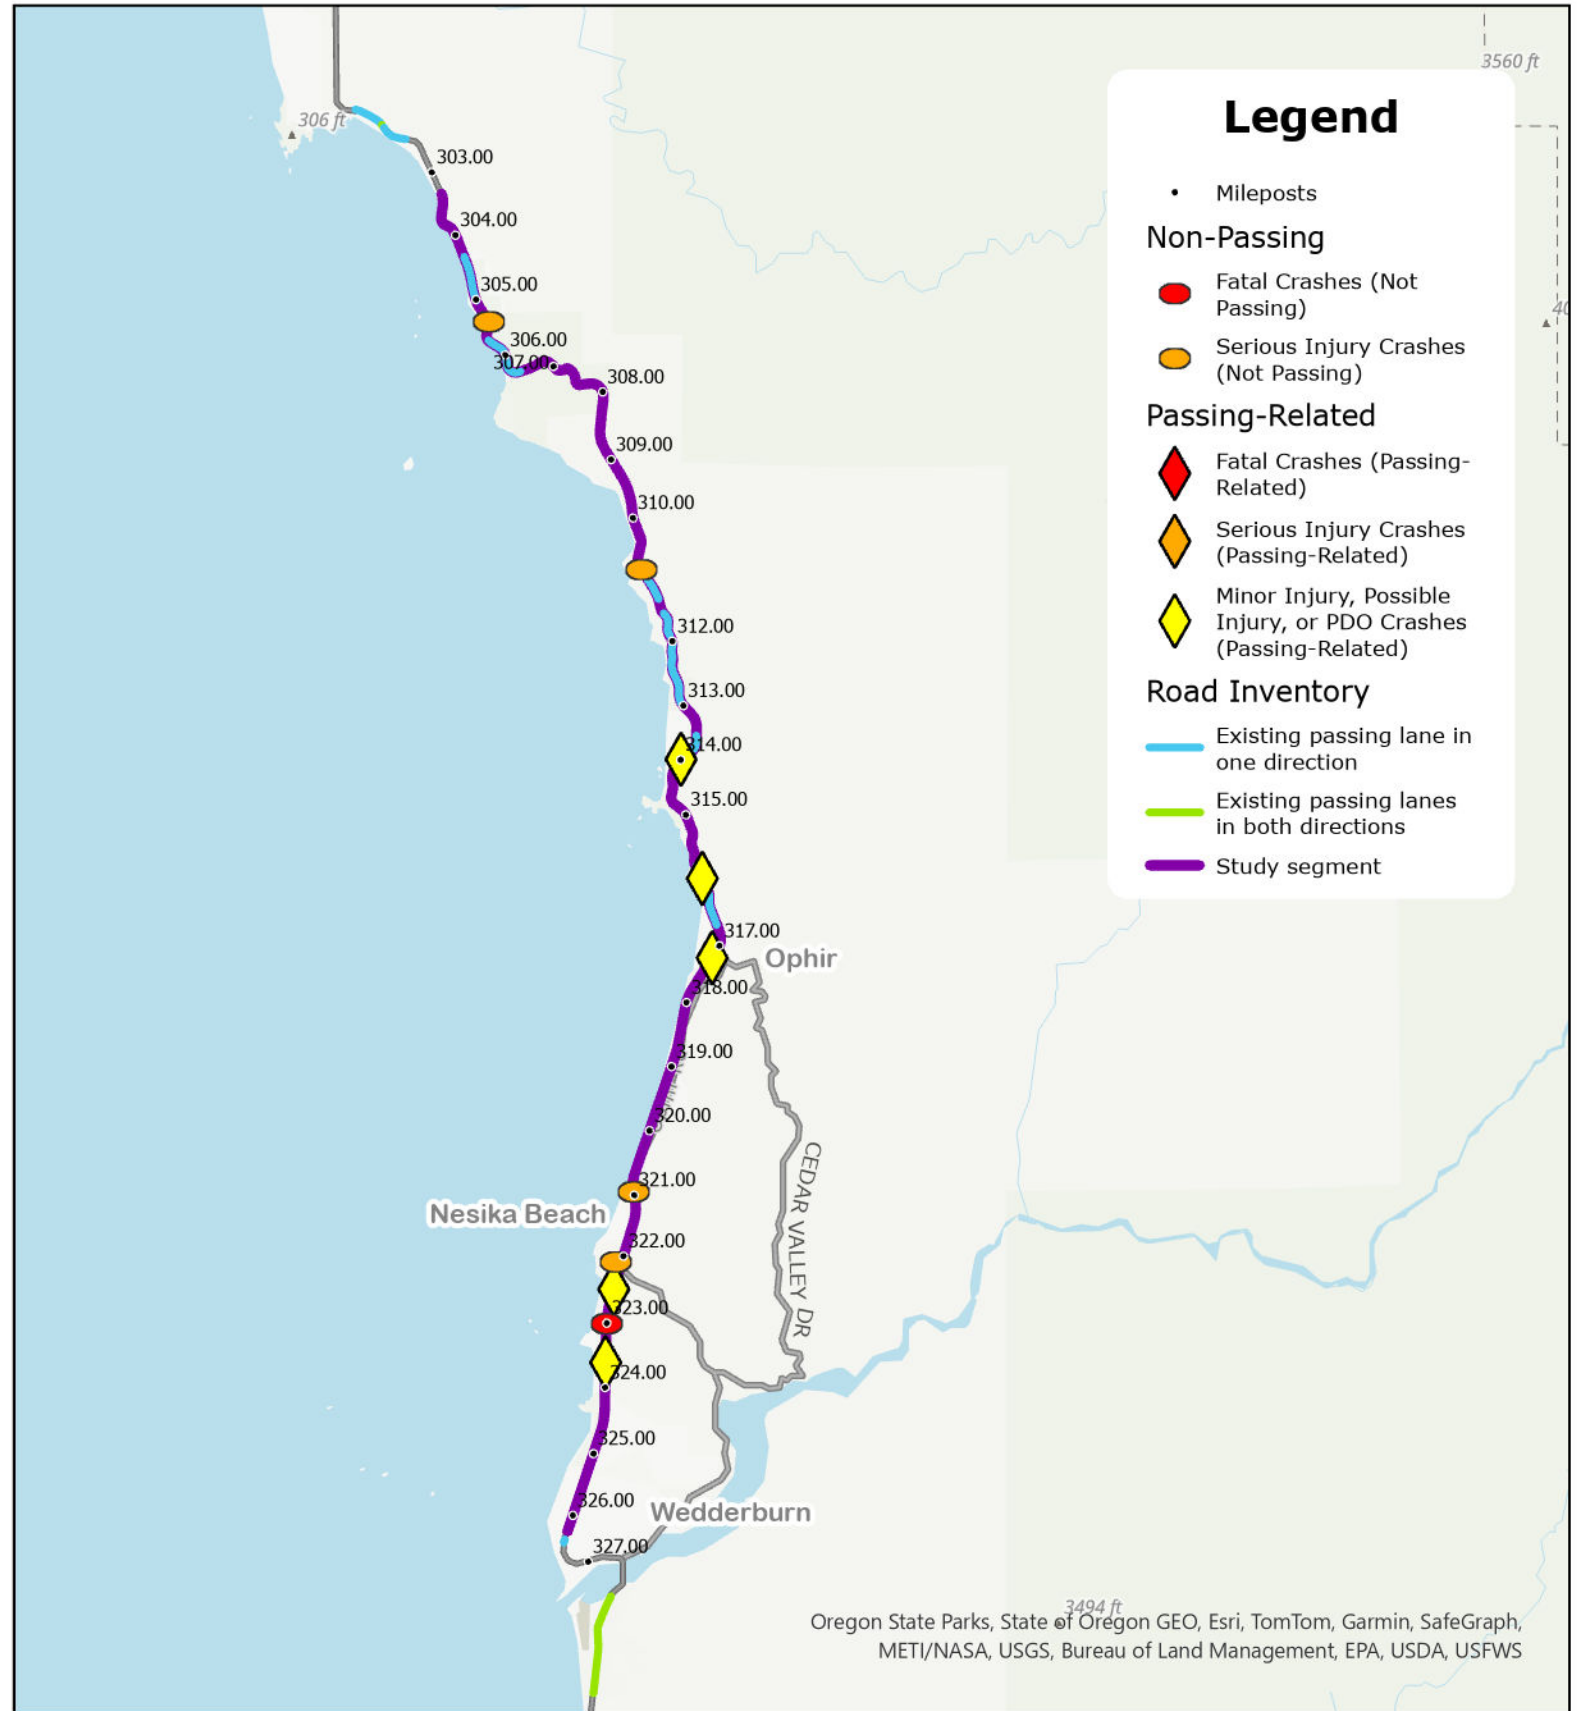 3560 ft
Legend
306 ft
Mileposts
303.00
Non-Passing
304.00
Fatal Crashes (Not
Passing)
305.00
306.00
Serious Injury Crashes
(Not Passing)
307.00
308.00
Passing-Related
309.00
Fatal Crashes (Passing-
Related)
310.00
Serious Injury Crashes
(Passing-Related)
Minor Injury, Possible
Injury, or PDO Crashes
(Passing-Related)
312.00
313.00
Road Inventory
Existing passing lane in
one direction
314.00
315.00
Existing passing lanes
in both directions
Study segment
317.00
Ophir
318.00
319.00
320.00
CEDAR VALLEY DR
321.00
Nesika Beach
322.00
323.00
324.00
325.00
326.00
Wedderburn
327.00
3494 ft
Oregon State Parks, State of Oregon GEO, Esri, TomTom, Garmin, SafeGraph,
METI/NASA, USGS, Bureau of Land Management, EPA, USDA, USFWS